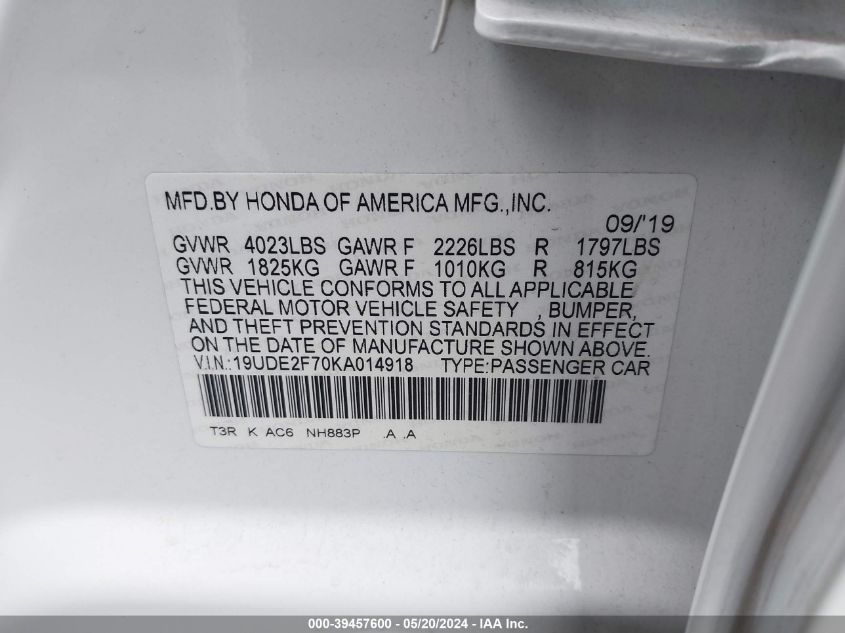 MFD.BY HONDA OF AMERICA MFG.,INC.
09/'19
GVWR 4023LBS GAWR F 2226LBS R 1797LBS
GVWR 1825KG GAWR F 1010KG R 815KG
THIS VEHICLE CONFORMS TO ALL APPLICABLE
FEDERAL MOTOR VEHICLE SAFETY , BUMPER,
AND THEFT PREVENTION STANDARDS IN EFFECT
ON THE DATE OF MANUFACTURE SHOWN ABOVE.
V.I.N.:19UDE2F70KA014918 TYPE:PASSENGER CAR
T3R K AC6 NH883P .A .A
000-39457600 - 05/20/2024 - IAA Inc.